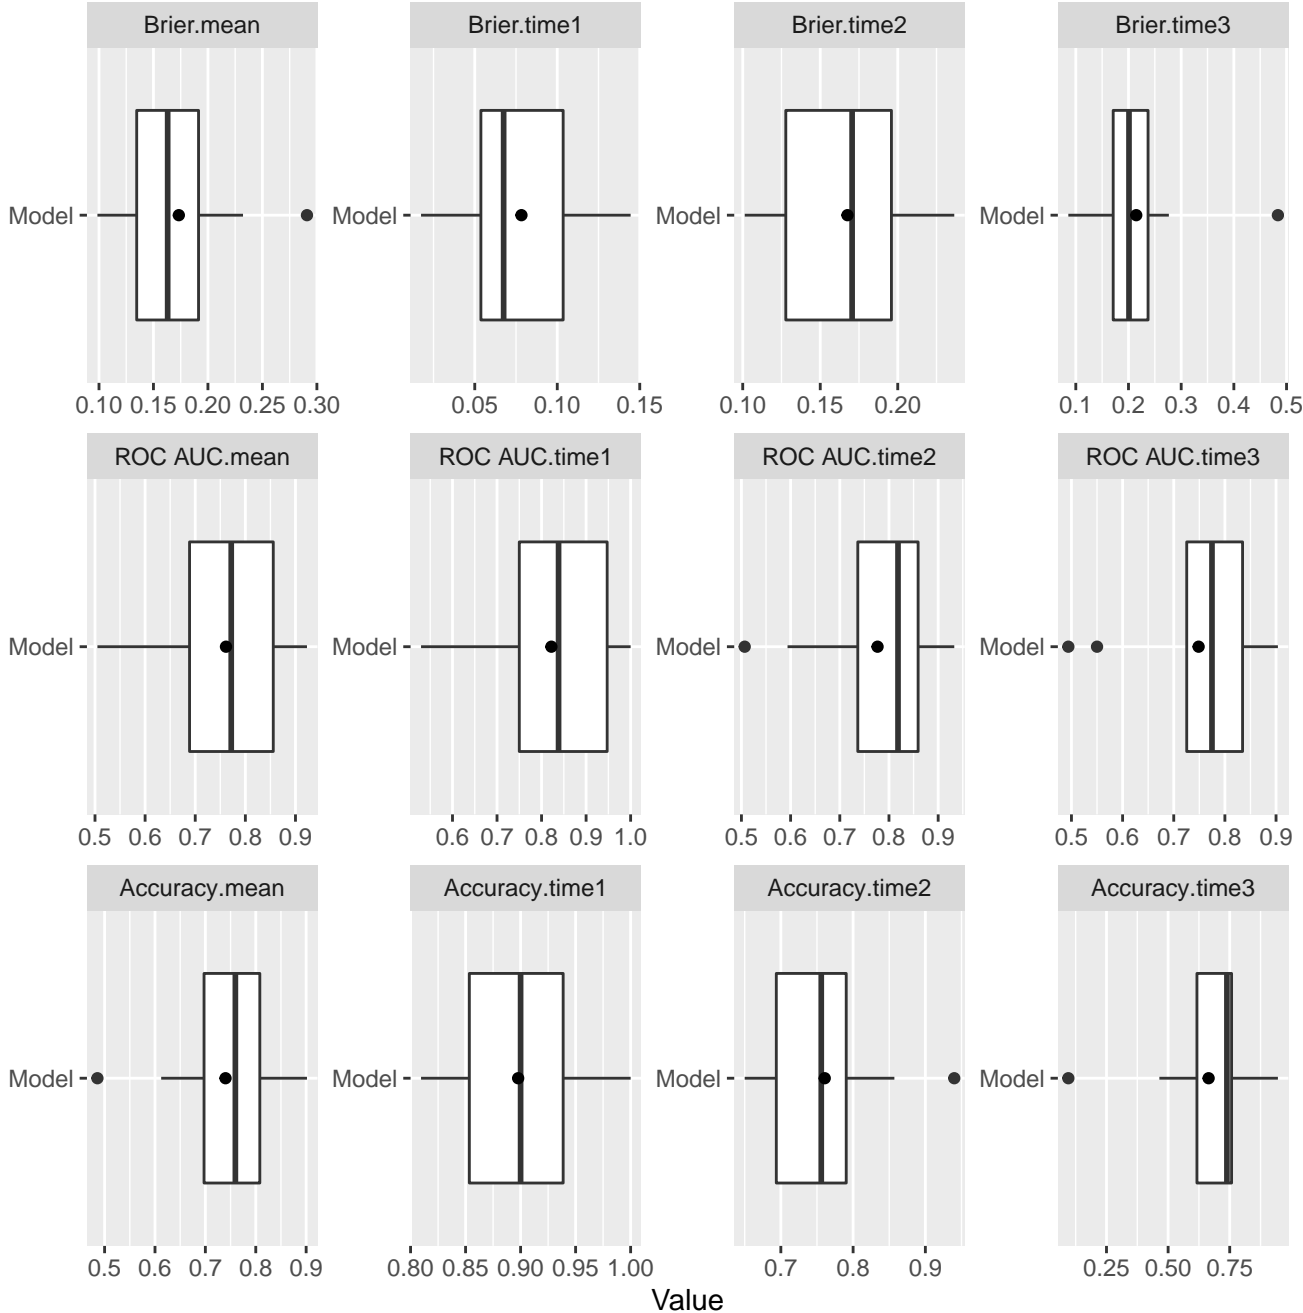 Brier.mean Brier.time1 Brier.time2 Brier.time3
Model Model Model Model
0.10 0.15 0.20 0.25 0.30 0.05 0.10 0.15 0.10 0.15 0.20 0.1 0.2 0.3 0.4 0.5
ROC AUC.mean ROC AUC.time1 ROC AUC.time2 ROC AUC.time3
Model Model Model Model
0.5 0.6 0.7 0.8 0.9 0.6 0.7 0.8 0.9 1.0 0.5 0.6 0.7 0.8 0.9 0.5 0.6 0.7 0.8 0.9
Accuracy.mean Accuracy.time1 Accuracy.time2 Accuracy.time3
Model Model Model Model
0.5 0.6 0.7 0.8 0.9 0.80 0.85 0.90 0.95 1.00 0.7 0.8 0.9 0.25 0.50 0.75
Value